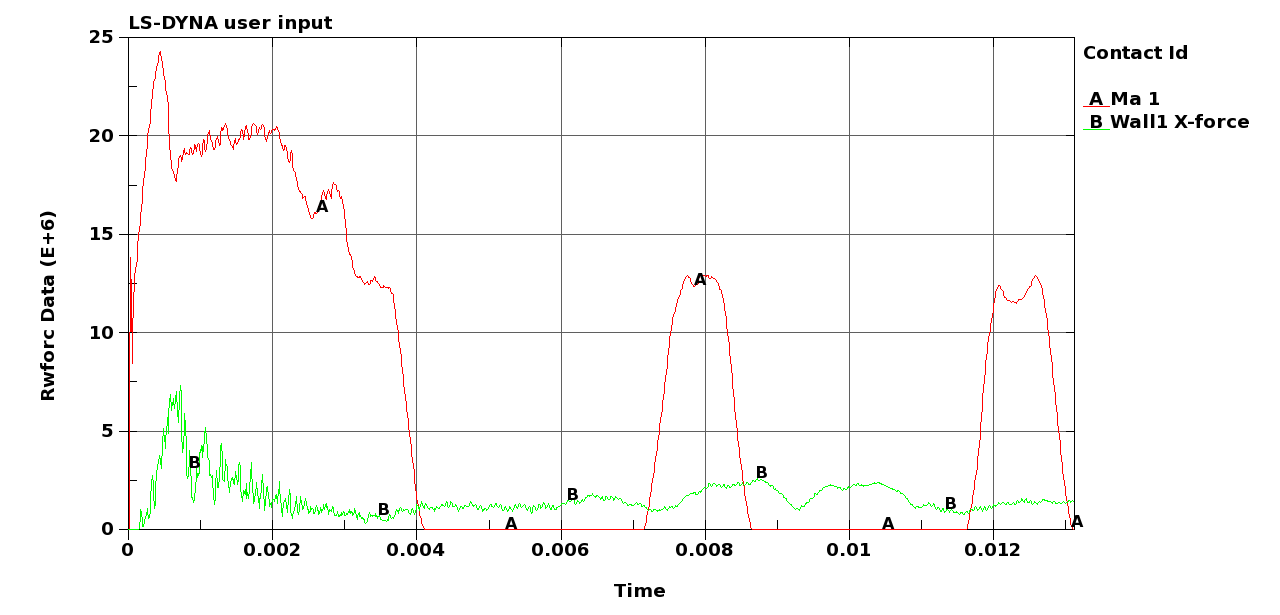 LS-DYNA user input
Contact Id
A Ma 1
B Wall1 X-force
Rwforc Data (E+6)
25
20
15
10
5
0
A
A
B
B
B
B
B
A
A
A
0
0.002
0.004
0.006
0.008
0.01
0.012
Time